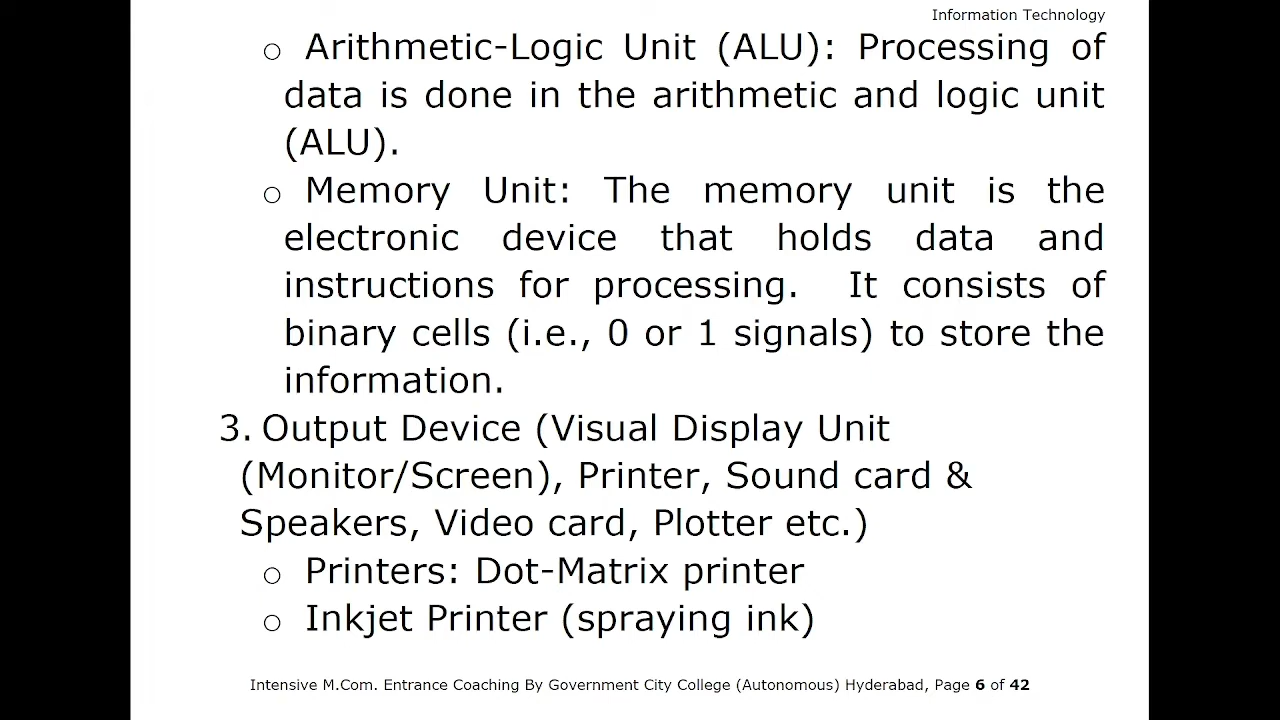 Information Technology
○ Arithmetic-Logic Unit (ALU): Processing of
data is done in the arithmetic and logic unit
(ALU).
○ Memory Unit: The memory unit is the
electronic device that holds data and
instructions for processing. It consists of
binary cells (i.e., 0 or 1 signals) to store the
information.
3. Output Device (Visual Display Unit
(Monitor/Screen), Printer, Sound card &
Speakers, Video card, Plotter etc.)
○ Printers: Dot-Matrix printer
○ Inkjet Printer (spraying ink)
Intensive M.Com. Entrance Coaching By Government City College (Autonomous) Hyderabad, Page 6 of 42